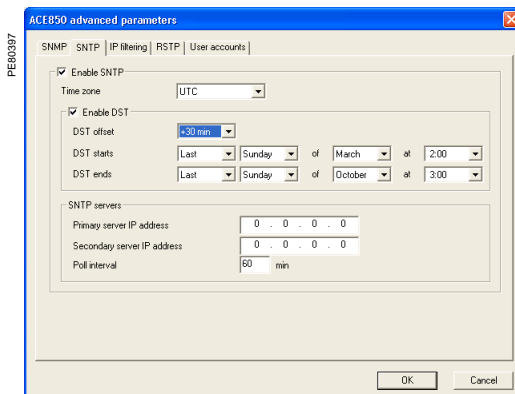 PE80397
ACE850 advanced parameters
SNMP SNTP IP filtering RSTP User accounts
Enable SNTP
Time zone UTC
Enable DST
DST offset +30 min
DST starts Last Sunday of March at 2:00
DST ends Last Sunday of October at 3:00
SNTP servers
Primary server IP address 0 . 0 . 0 . 0
Secondary server IP address 0 . 0 . 0 . 0
Poll interval 60 min
OK Cancel